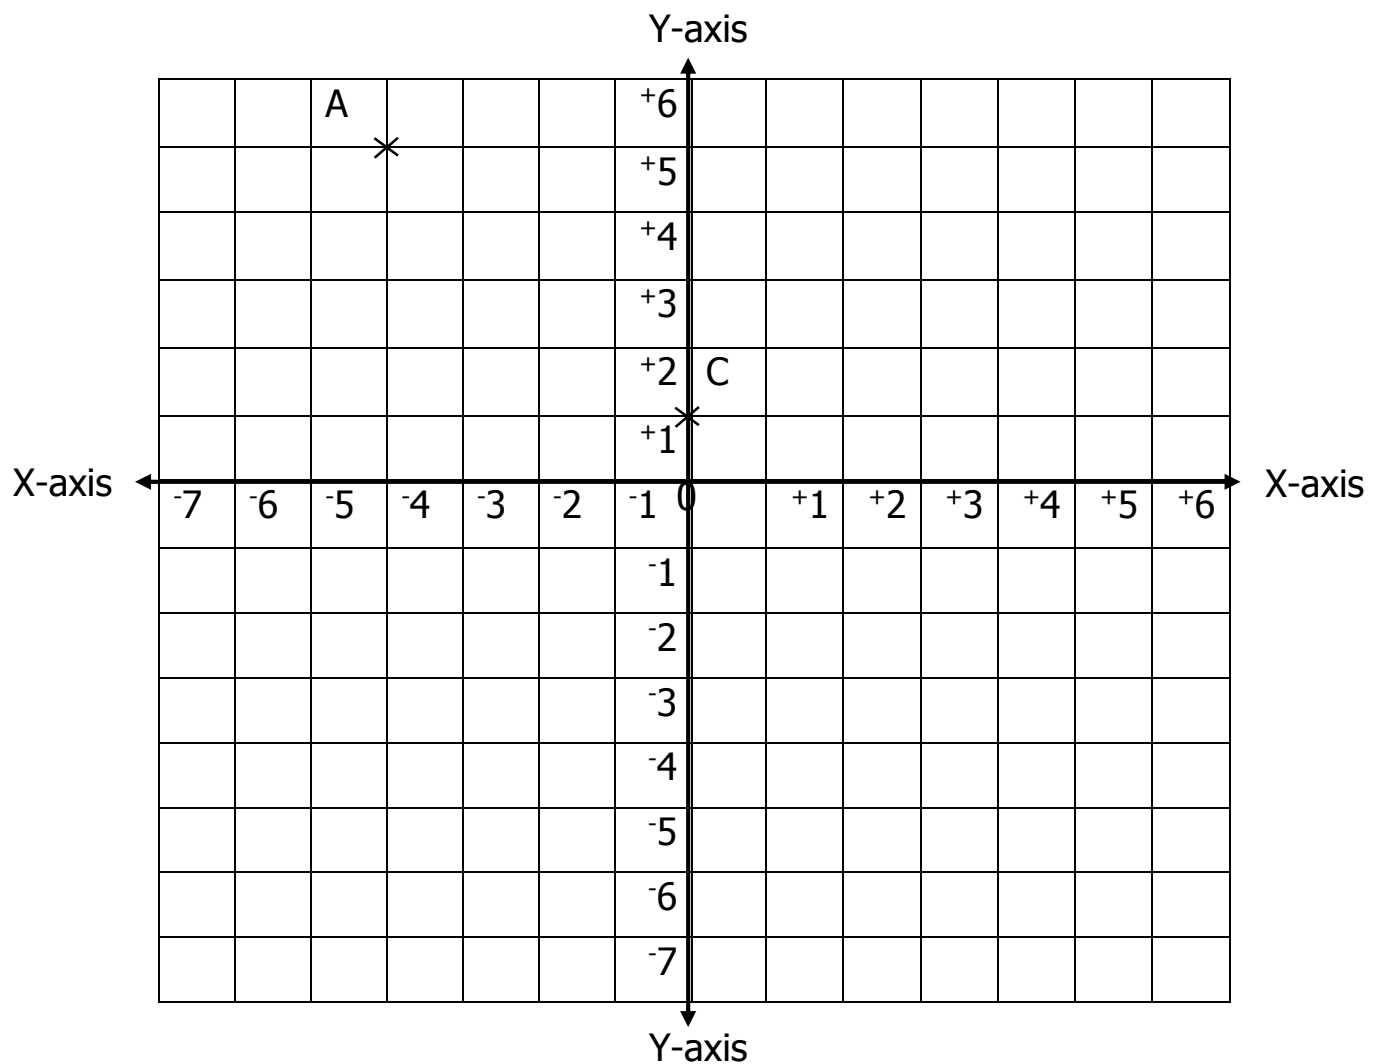 Y-axis
A
⁺6
⁺5
⁺4
⁺3
⁺2 C
⁺1
X-axis X-axis
⁻7 ⁻6 ⁻5 ⁻4 ⁻3 ⁻2 ⁻1 0 ⁺1 ⁺2 ⁺3 ⁺4 ⁺5 ⁺6
⁻1
⁻2
⁻3
⁻4
⁻5
⁻6
⁻7
Y-axis